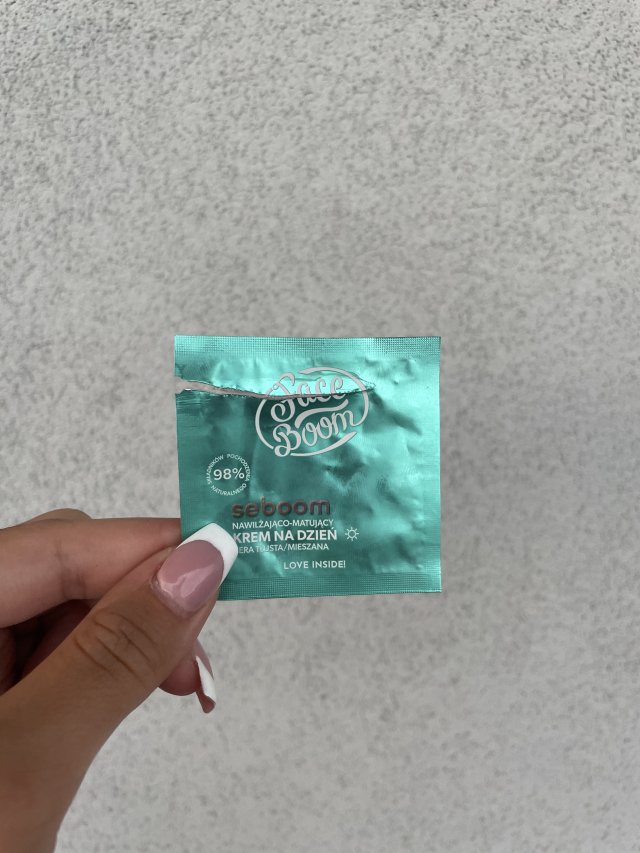 Face
Boom
SKŁADNIKÓW POCHODZENIA
98%
NATURALNEGO
seboom
NAWILŻAJĄCO-MATUJĄCY
KREM NA DZIEŃ
TŁUSTA/MIESZANA
LOVE INSIDE!